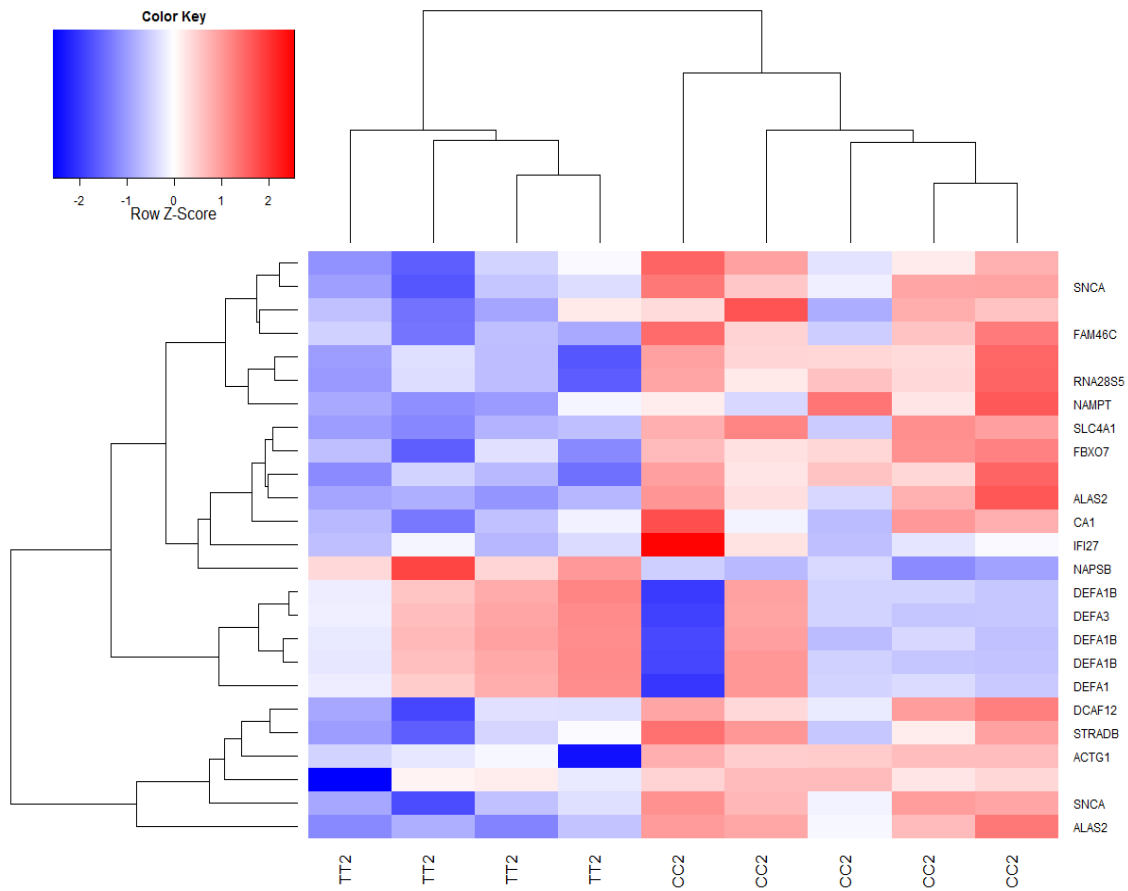 Color Key
-2 -1 0 1 2
Row Z-Score
SNCA
FAM46C
RNA28S5
NAMPT
SLC4A1
FBXO7
ALAS2
CA1
IFI27
NAPSB
DEFA1B
DEFA3
DEFA1B
DEFA1B
DEFA1
DCAF12
STRADB
ACTG1
SNCA
ALAS2
TT2 TT2 TT2 TT2 CC2 CC2 CC2 CC2 CC2